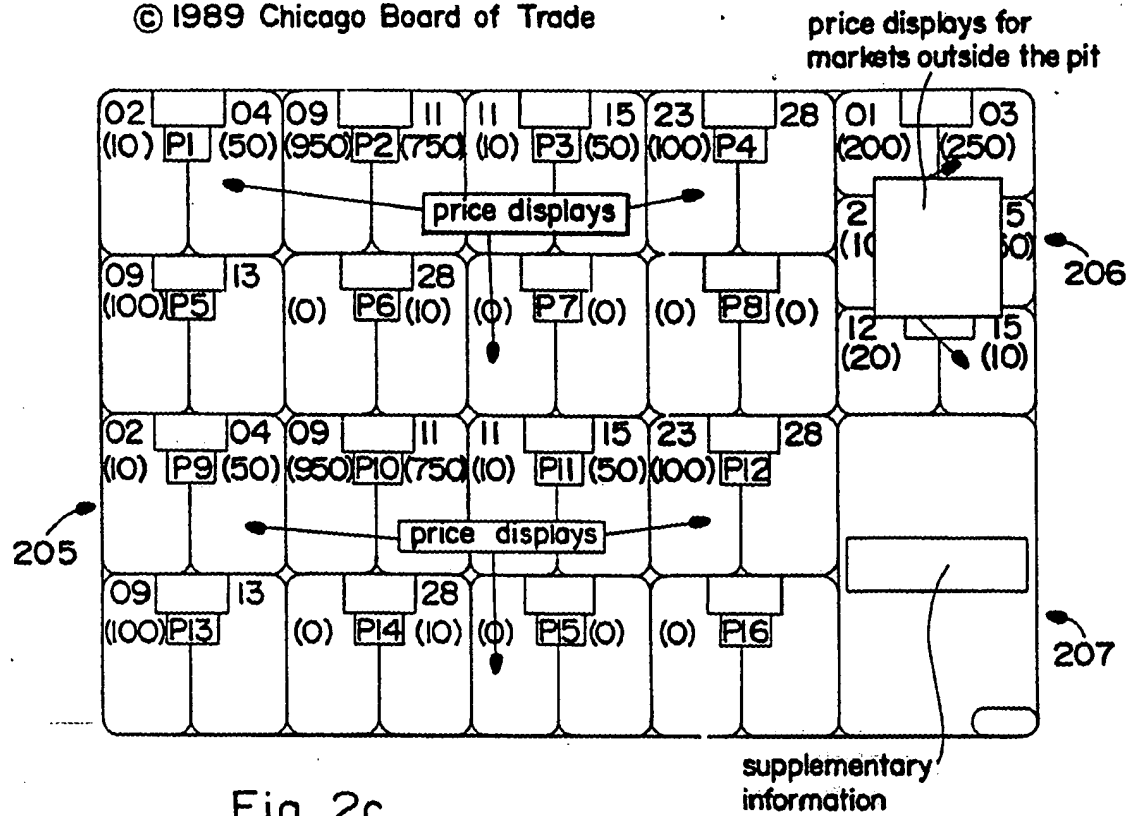 © 1989 Chicago Board of Trade
price displays for
markets outside the pit
02 04 09 11 11 15 23 28 01 03
(10) P1 (50) (950) P2 (750) (10) P3 (50) (100) P4 (200) (250)
price displays
2 5
(10 50)
206
09 13 28
(100) P5 (0) P6 (10) (0) P7 (0) (0) P8 (0)
12 15
(20) (10)
02 04 09 11 11 15 23 28
(10) P9 (50) (950) P10 (750) (10) P11 (50) (100) P12
205
price displays
09 13 28
(100) P13 (0) P14 (10) (0) P15 (0) (0) P16
207
supplementary
information
Fig. 2c